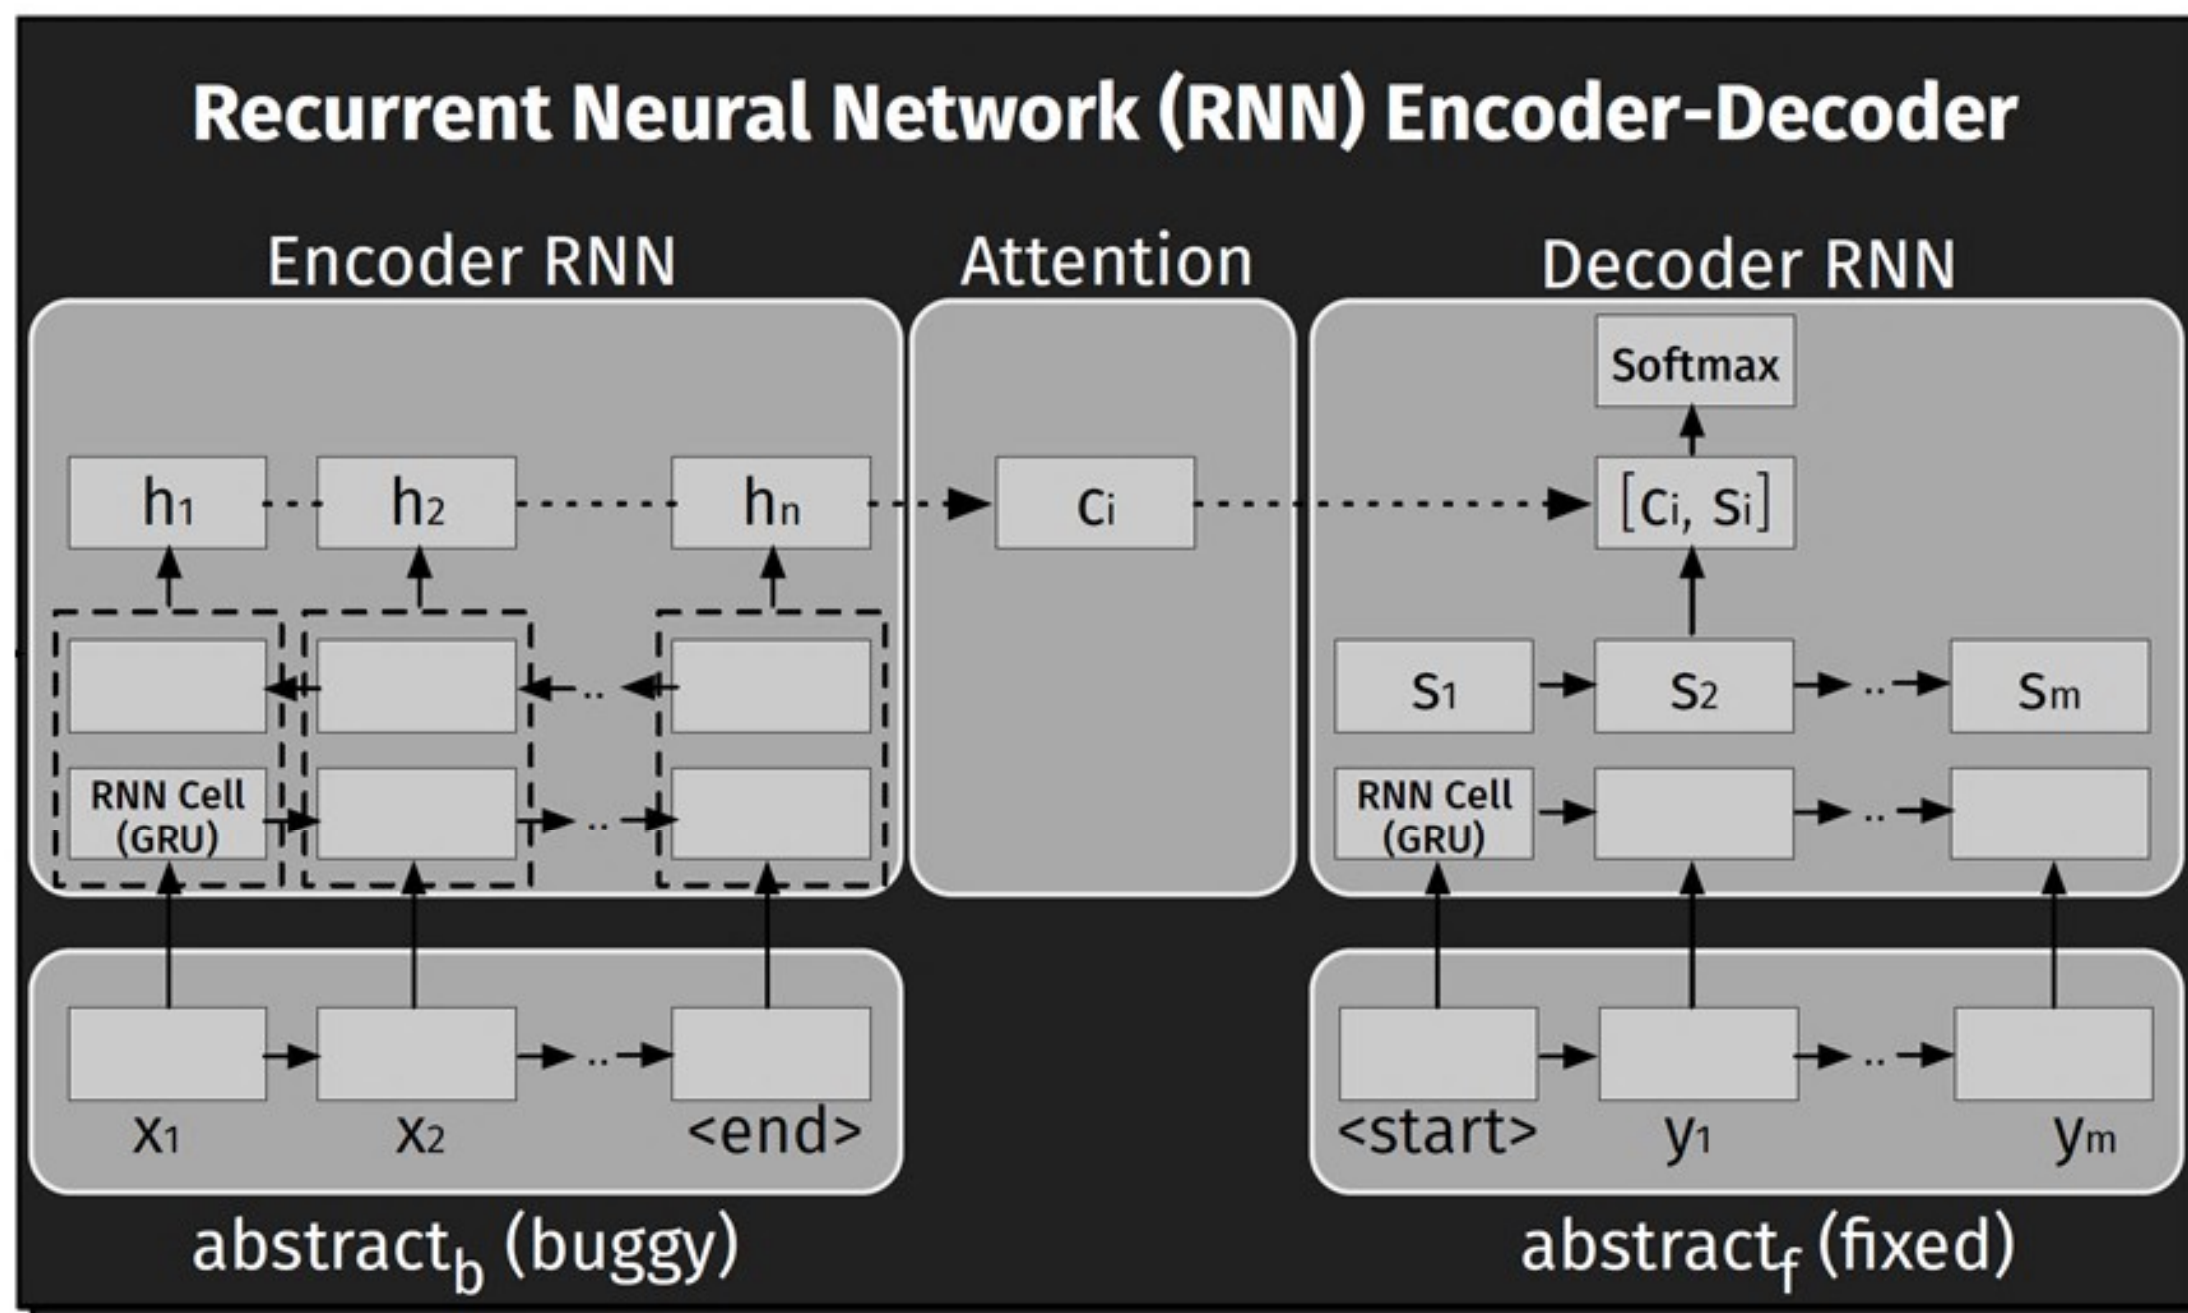 Recurrent Neural Network (RNN) Encoder-Decoder
Encoder RNN
Attention
Decoder RNN
Softmax
h1
h2
hn
ci
[ci, si]
s1
s2
..
sm
..
RNN Cell
(GRU)
..
RNN Cell
(GRU)
..
..
..
x1
x2
<end>
<start>
y1
ym
abstractb (buggy)
abstractf (fixed)